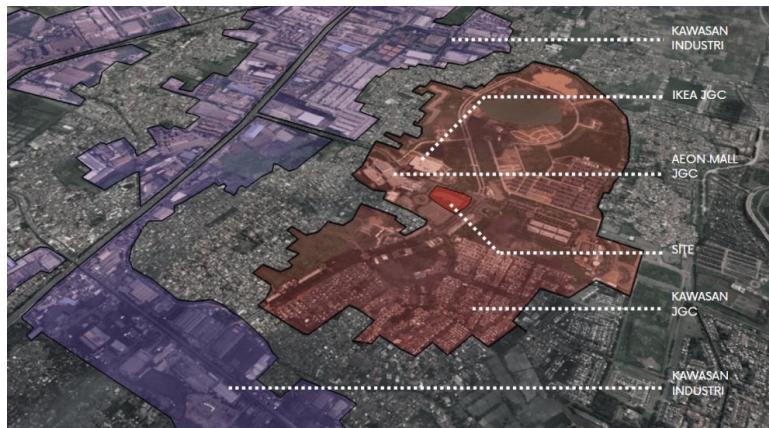 KAWASAN
INDUSTRI
IKEA JGC
AEON MALL
JGC
SITE
KAWASAN
JGC
KAWASAN
INDUSTRI